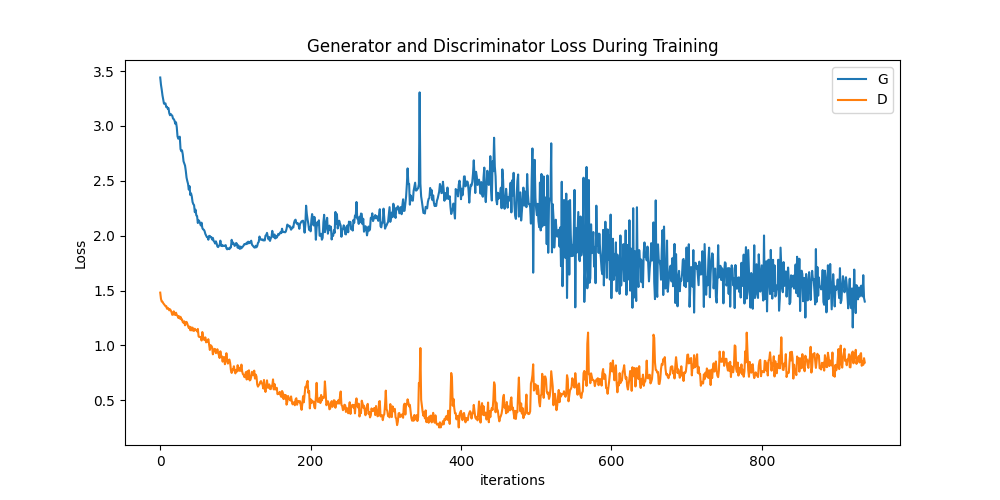 Generator and Discriminator Loss During Training
3.5
3.0
2.5
2.0
1.5
1.0
0.5
Loss
G
D
0 200 400 600 800
iterations